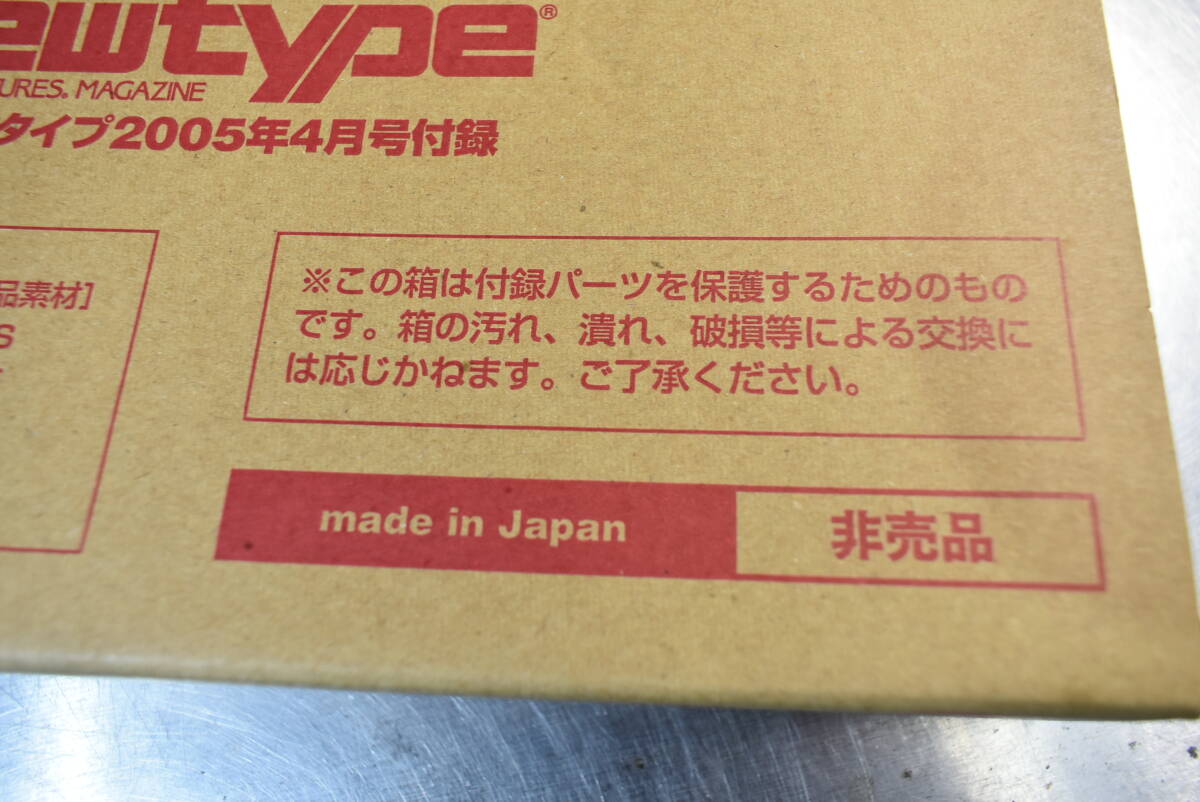 ewtype®
URES. MAGAZINE
タイプ2005年4月号付録
品素材]
S
※この箱は付録パーツを保護するためのもの
です。箱の汚れ、潰れ、破損等による交換に
は応じかねます。ご了承ください。
made in Japan
非売品